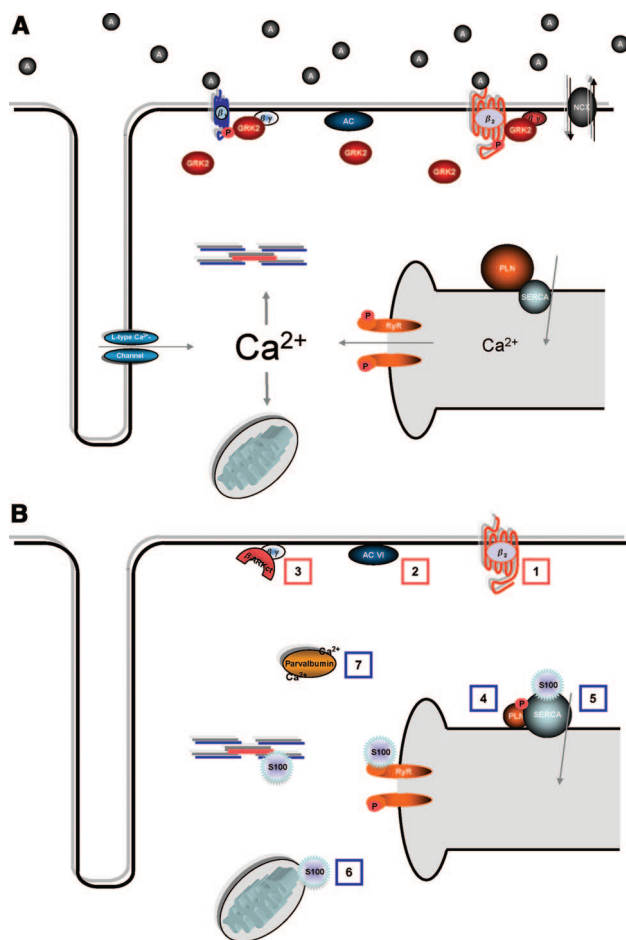 A
A
A
A
A
A
A
A
A
A
A
A
A
NCX
β
βγ
AC
β₂
βγ
P
GRK2
P
GRK2
GRK2
GRK2
GRK2
PLN
SERCA
P
RyR
L-type Ca²⁺-
Channel
Ca²⁺
Ca²⁺
P
B
βγ
βARKct
3
AC VI
2
β₂
1
Ca²⁺
Parvalbumin
Ca²⁺
7
S100
4
P
PLN
SERCA
5
S100
S100
RyR
P
S100
6